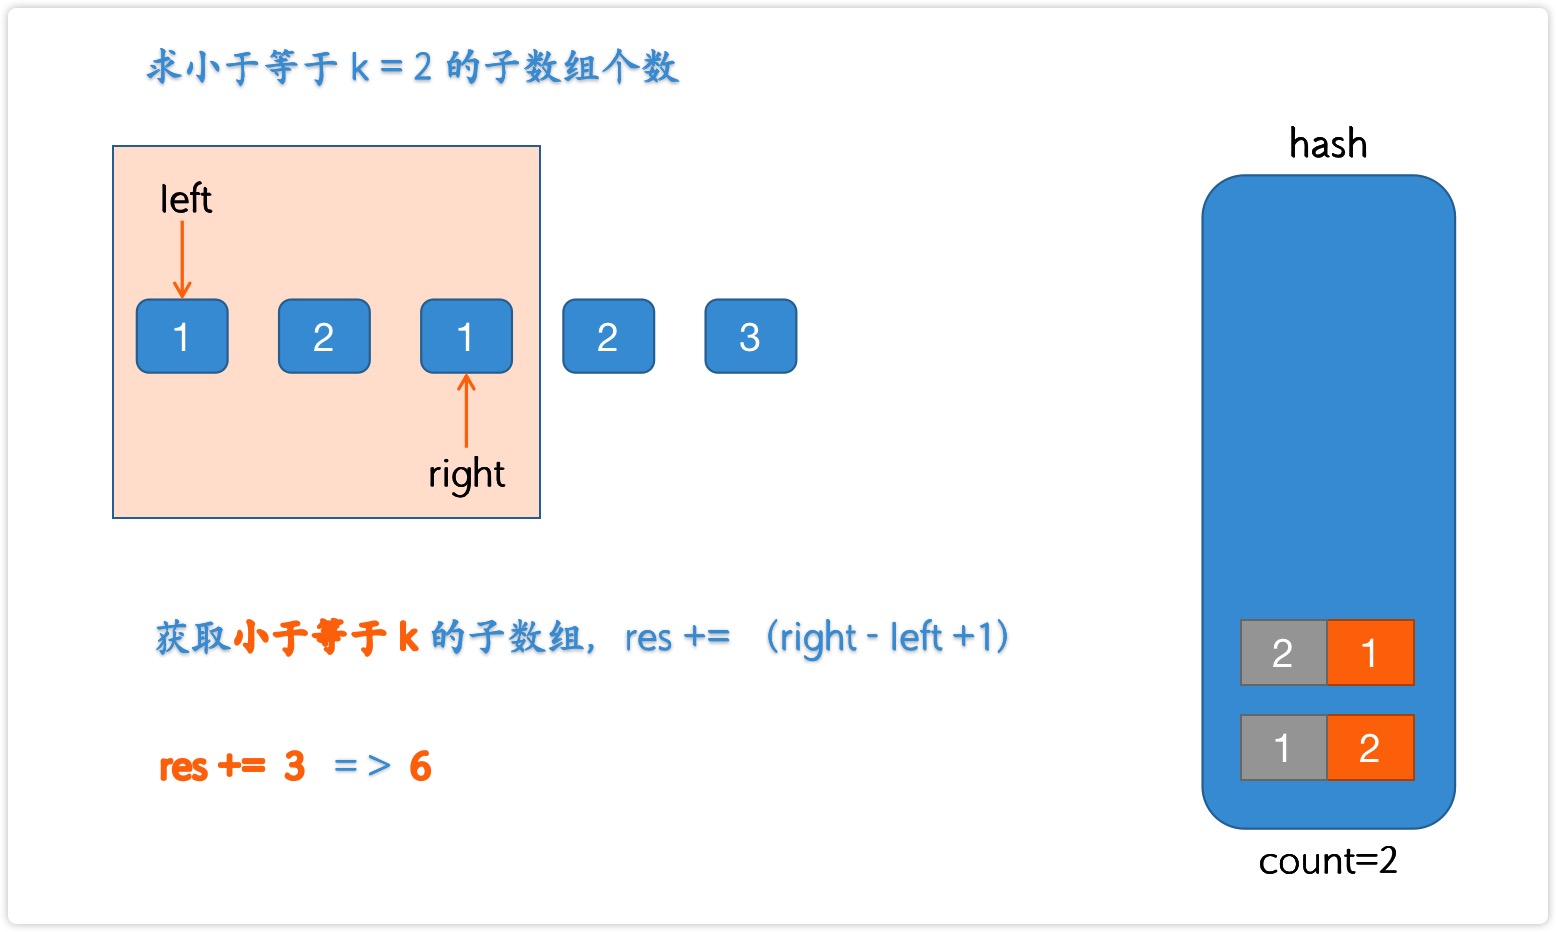 求小于等于 k = 2 的子数组个数
hash
left
1 2 1 2 3
right
获取小于等于 k 的子数组，res += （right - left +1）
2 1
res += 3 = > 6
1 2
count=2